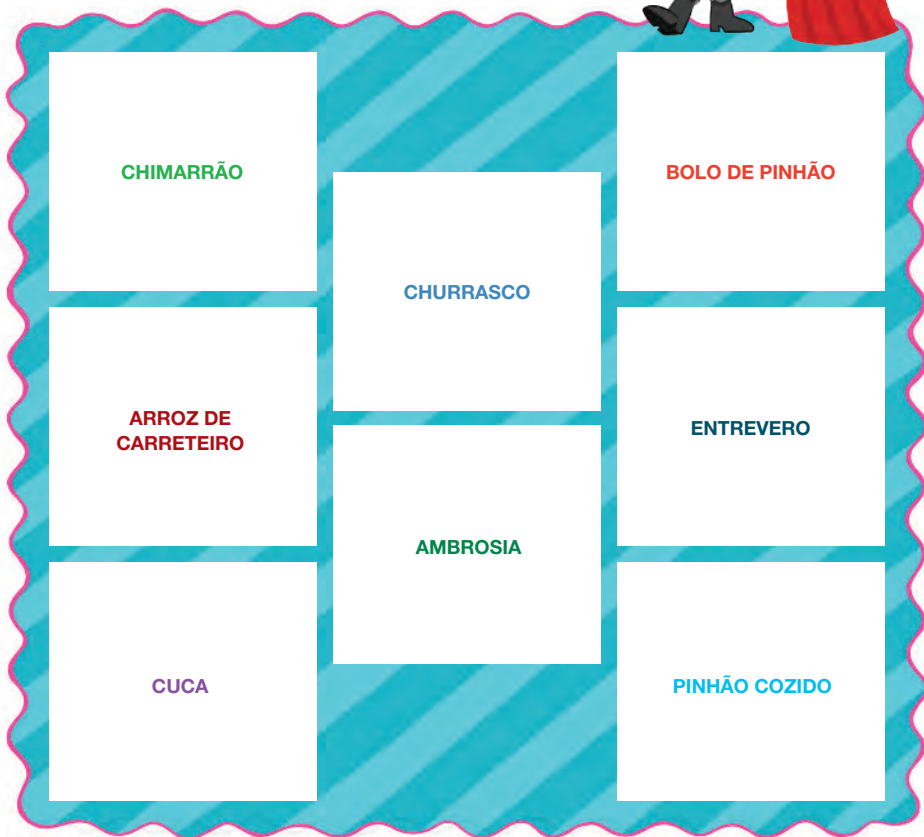 CHIMARRÃO
BOLO DE PINHÃO
CHURRASCO
ARROZ DE
CARRETEIRO
ENTREVERO
AMBROSIA
CUCA
PINHÃO COZIDO